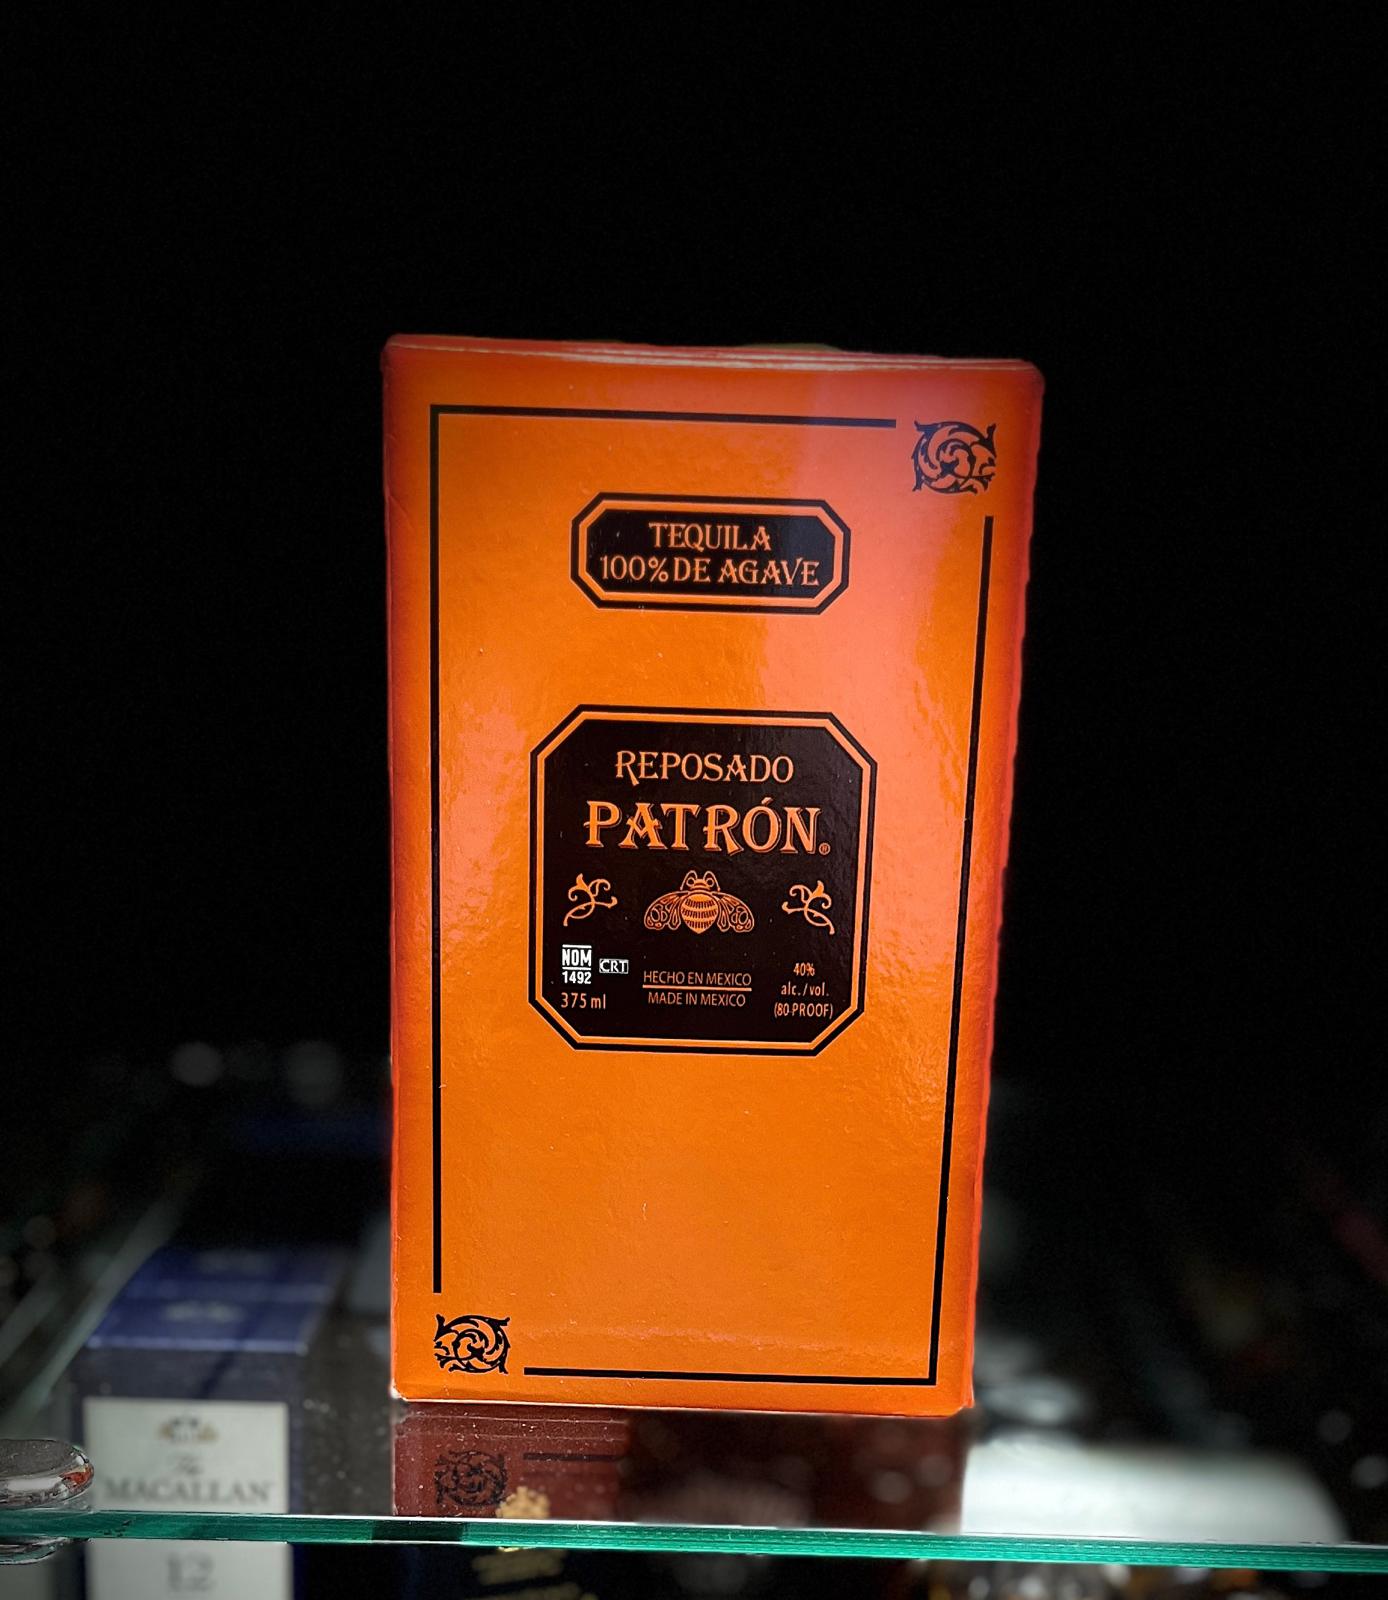 TEQUILA
100% DE AGAVE
REPOSADO
PATRÓN®
NOM
1492
CRT
375 ml
HECHO EN MEXICO
MADE IN MEXICO
40%
alc./vol.
(80 PROOF)
The
MACALLAN
12